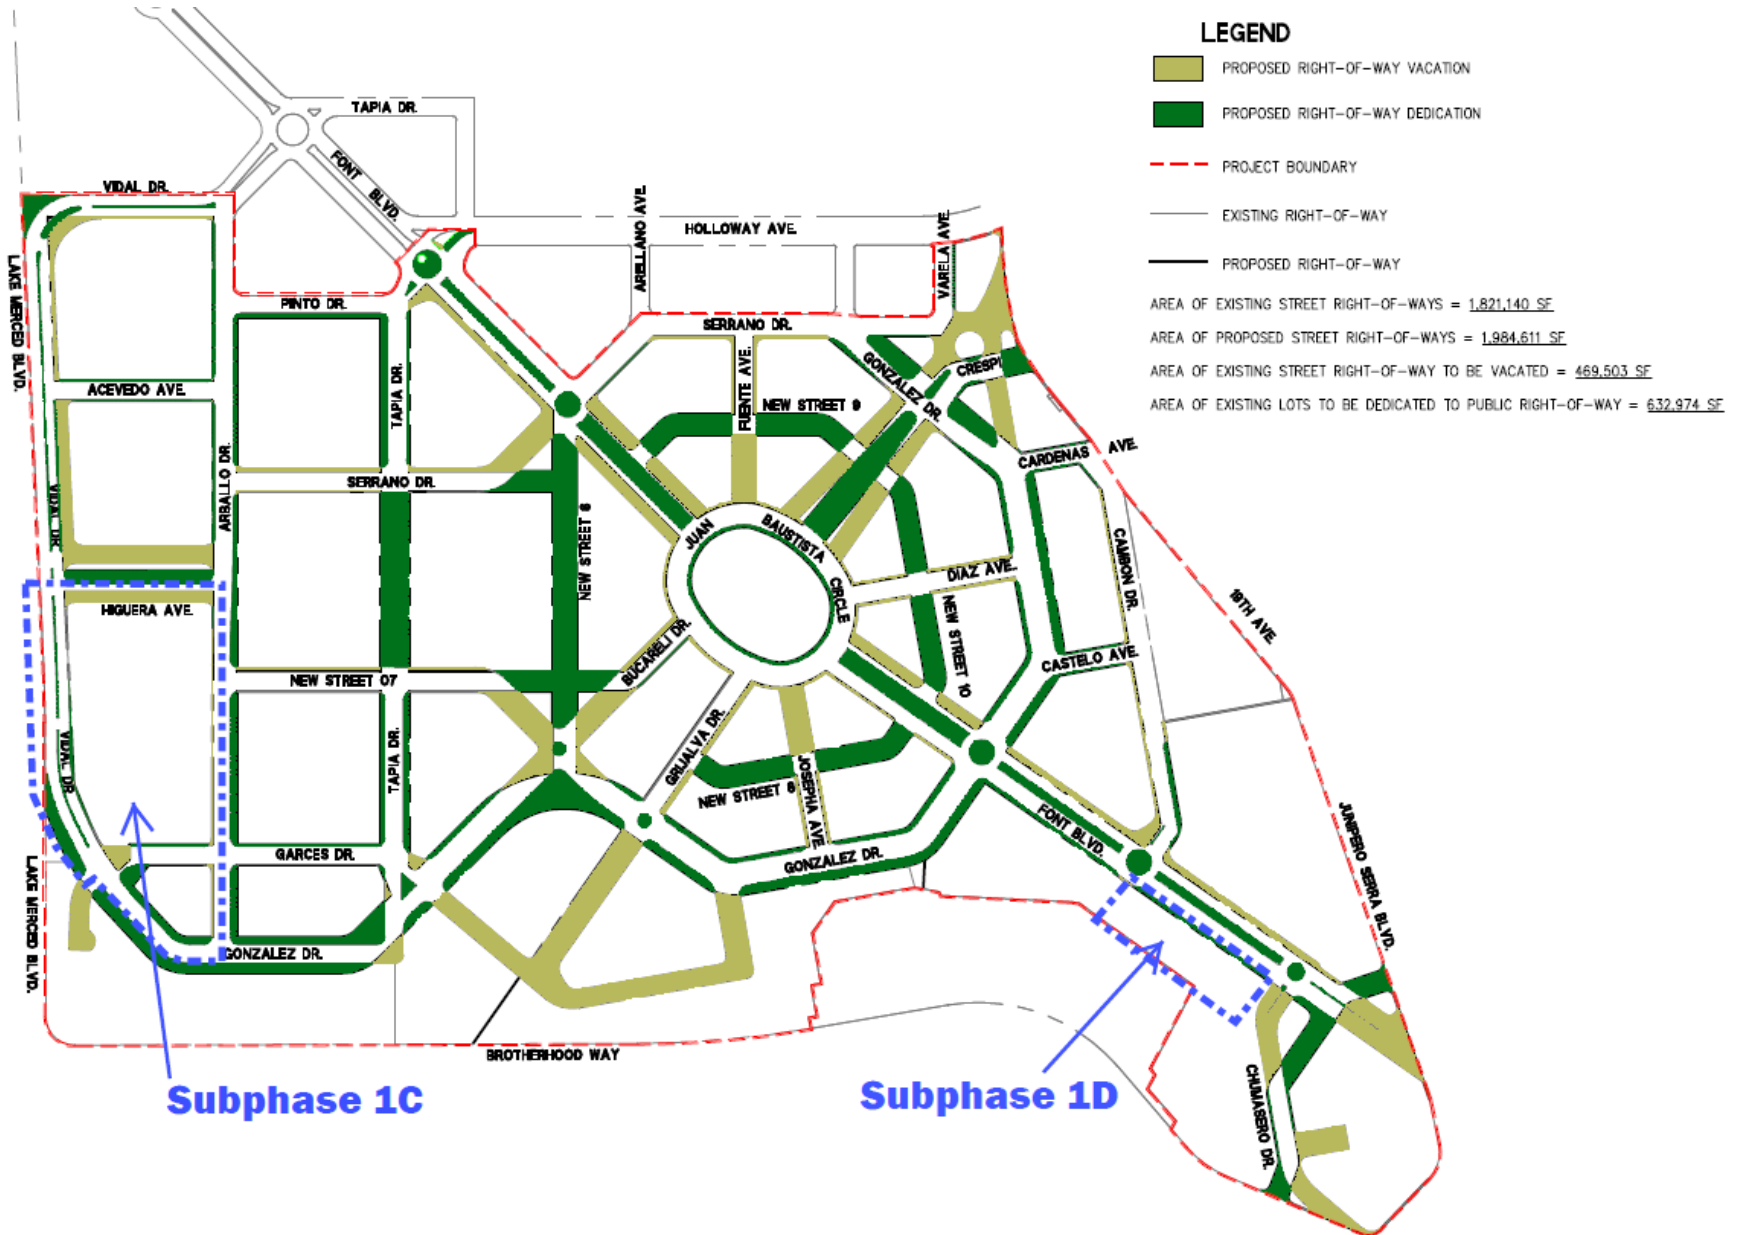 LEGEND
PROPOSED RIGHT-OF-WAY VACATION
PROPOSED RIGHT-OF-WAY DEDICATION
PROJECT BOUNDARY
EXISTING RIGHT-OF-WAY
PROPOSED RIGHT-OF-WAY
AREA OF EXISTING STREET RIGHT-OF-WAYS = 1,821,140 SF
AREA OF PROPOSED STREET RIGHT-OF-WAYS = 1,984,611 SF
AREA OF EXISTING STREET RIGHT-OF-WAY TO BE VACATED = 469,503 SF
AREA OF EXISTING LOTS TO BE DEDICATED TO PUBLIC RIGHT-OF-WAY = 632,974 SF
TAPIA DR.
FONT BLVD.
VIDAL DR.
ARELLANO AVE.
HOLLOWAY AVE.
VARELA AVE.
LAKE MERCED BLVD.
PINTO DR.
SERRANO DR.
GONZALEZ DR.
CRESPI
ACEVEDO AVE.
TAPIA DR.
FUENTE AVE.
NEW STREET 9
ARBALLO DR.
CARDENAS AVE.
SERRANO DR.
VIDAL DR.
NEW STREET 6
JUAN BAUSTISTA CIRCLE
CAMBON DR.
DIAZ AVE.
HIGUERA AVE.
19TH AVE.
NEW STREET 10
BUCARELI DR.
CASTELO AVE.
NEW STREET 07
VIDAL DR
TAPIA DR.
GRIJALVA DR.
NEW STREET 8
JOSEPHA AVE.
FONT BLVD.
JUNIPERO SERRA BLVD.
GARCES DR.
GONZALEZ DR.
LAKE MERCED BLVD.
GONZALEZ DR.
BROTHERHOOD WAY
CHUMASERO DR.
Subphase 1C
Subphase 1D